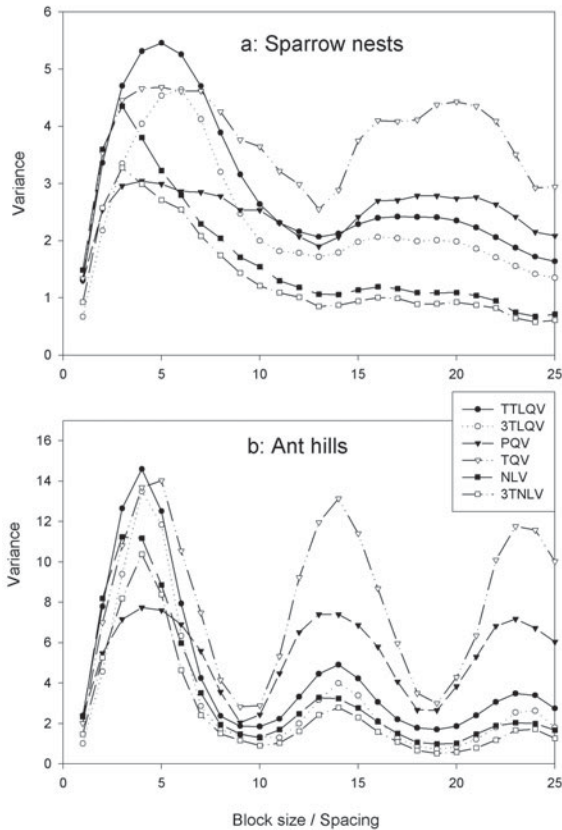 a: Sparrow nests
6
5
4
3
2
1
0
Variance
0 5 10 15 20 25
b: Ant hills
16
14
12
10
8
6
4
2
0
Variance
0 5 10 15 20 25
Block size / Spacing
TTLQV
3TLQV
PQV
TQV
NLV
3TNLV